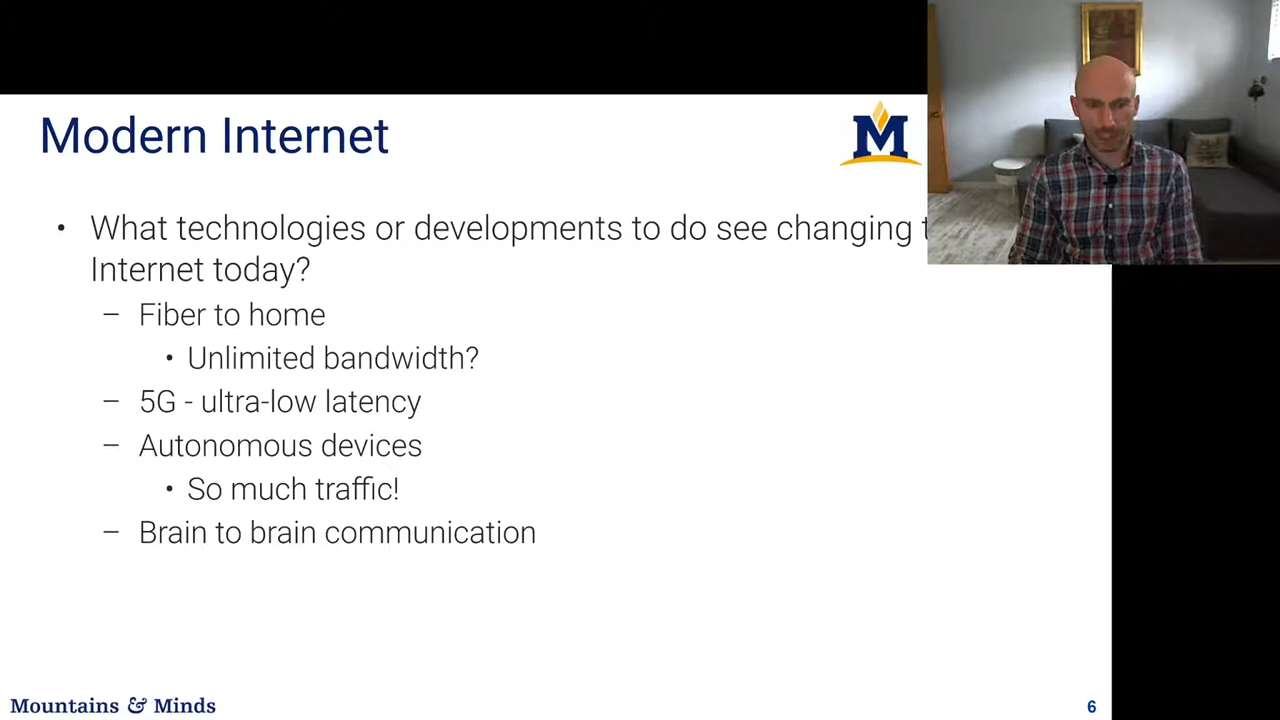 Modern Internet
M
• What technologies or developments to do see changing
Internet today?
– Fiber to home
• Unlimited bandwidth?
– 5G - ultra-low latency
– Autonomous devices
• So much traffic!
– Brain to brain communication
Mountains & Minds
6